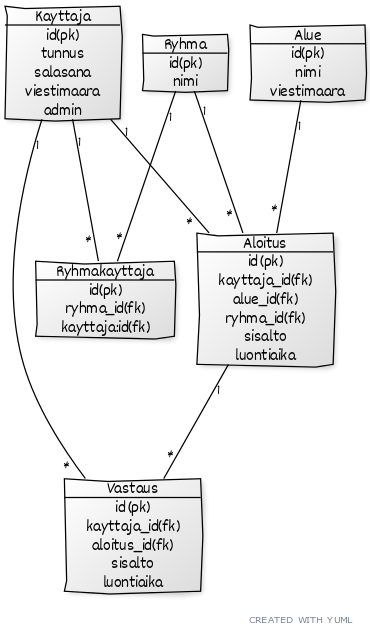 Kayttaja
id(pk)
tunnus
salasana
viestimaara
admin
Ryhma
id(pk)
nimi
Alue
id(pk)
nimi
viestimaara
1
1
1
1
1
1
*
*
*
*
*
Ryhmakayttaja
id(pk)
ryhma_id(fk)
kayttaja:id(fk)
Aloitus
id(pk)
kayttaja_id(fk)
alue_id(fk)
ryhma_id(fk)
sisalto
luontiaika
1
*
*
Vastaus
id(pk)
kayttaja_id(fk)
aloitus_id(fk)
sisalto
luontiaika
CREATED WITH YUML